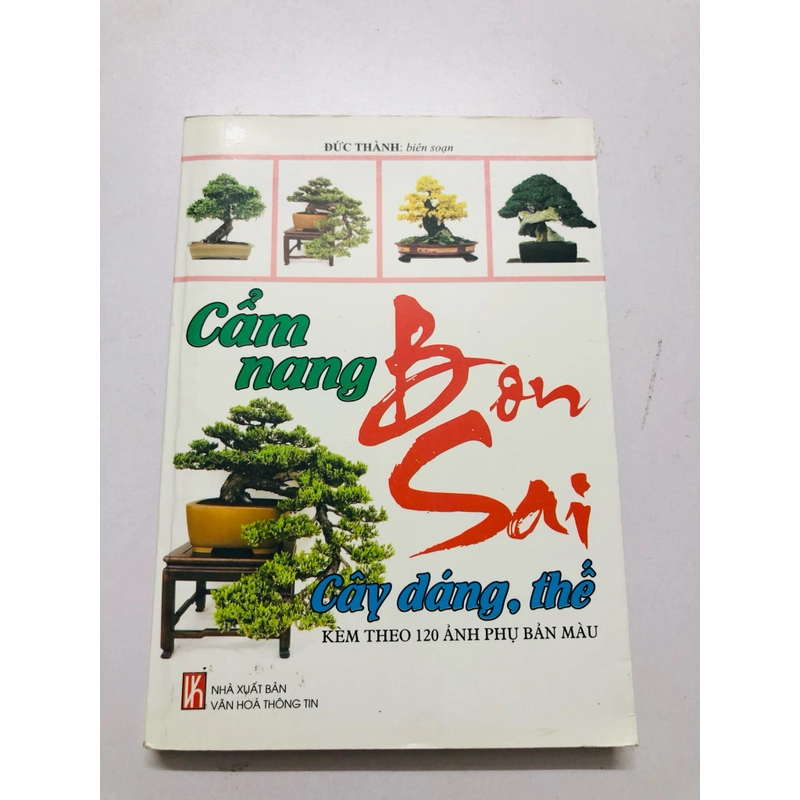 ĐỨC THÀNH: biên soạn
Cẩm
nang
Bon
Sai
Cây dáng, thế
KÈM THEO 120 ẢNH PHỤ BẢN MÀU
NHÀ XUẤT BẢN
VĂN HOÁ THÔNG TIN